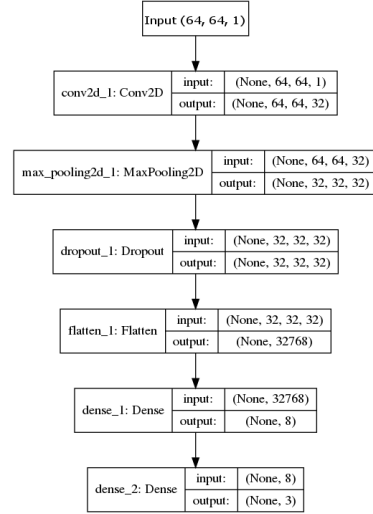 Input (64, 64, 1)
conv2d_1: Conv2D
input: (None, 64, 64, 1)
output: (None, 64, 64, 32)
max_pooling2d_1: MaxPooling2D
input: (None, 64, 64, 32)
output: (None, 32, 32, 32)
dropout_1: Dropout
input: (None, 32, 32, 32)
output: (None, 32, 32, 32)
flatten_1: Flatten
input: (None, 32, 32, 32)
output: (None, 32768)
dense_1: Dense
input: (None, 32768)
output: (None, 8)
dense_2: Dense
input: (None, 8)
output: (None, 3)